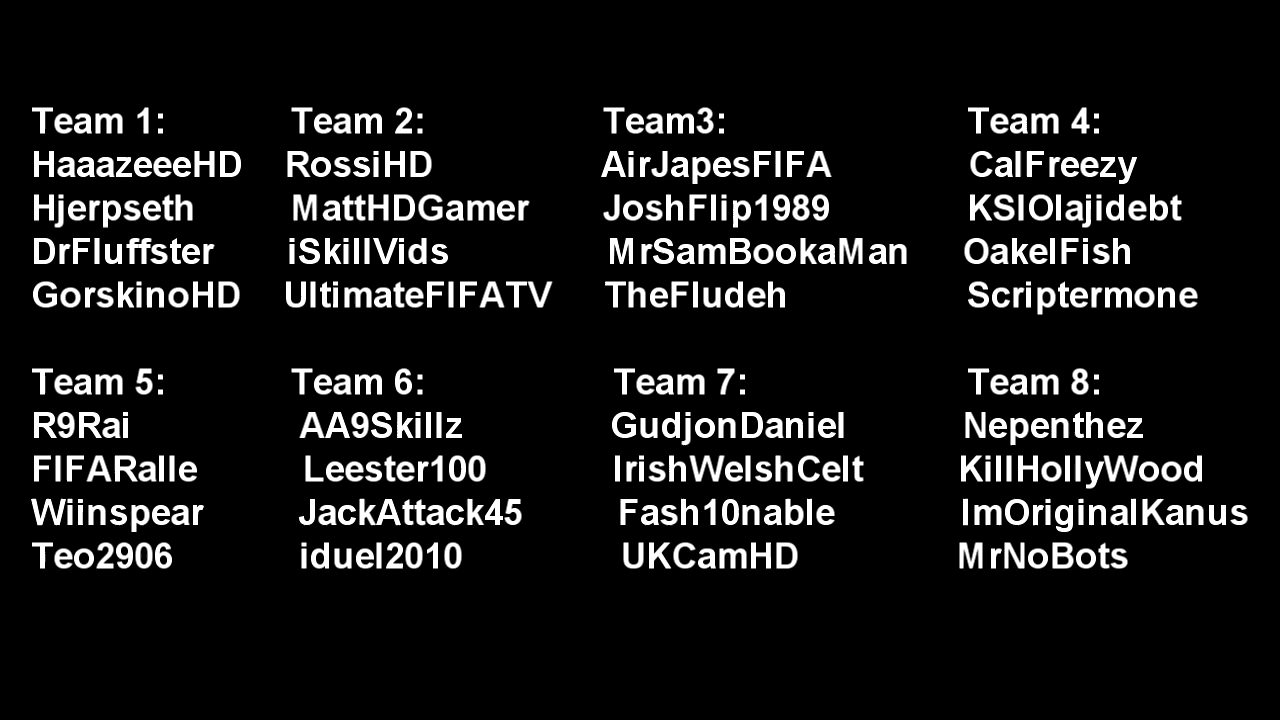 Team 1: Team 2: Team3: Team 4:
HaaazeeeHD RossiHD AirJapesFIFA CalFreezy
Hjerpseth MattHDGamer JoshFlip1989 KSIOlajidebt
DrFluffster iSkillVids MrSamBookaMan OakelFish
GorskinoHD UltimateFIFATV TheFludeh Scriptermone
Team 5: Team 6: Team 7: Team 8:
R9Rai AA9Skillz GudjonDaniel Nepenthez
FIFARalle Leester100 IrishWelshCelt KillHollyWood
Wiinspear JackAttack45 Fash10nable ImOriginalKanus
Teo2906 iduel2010 UKCamHD MrNoBots